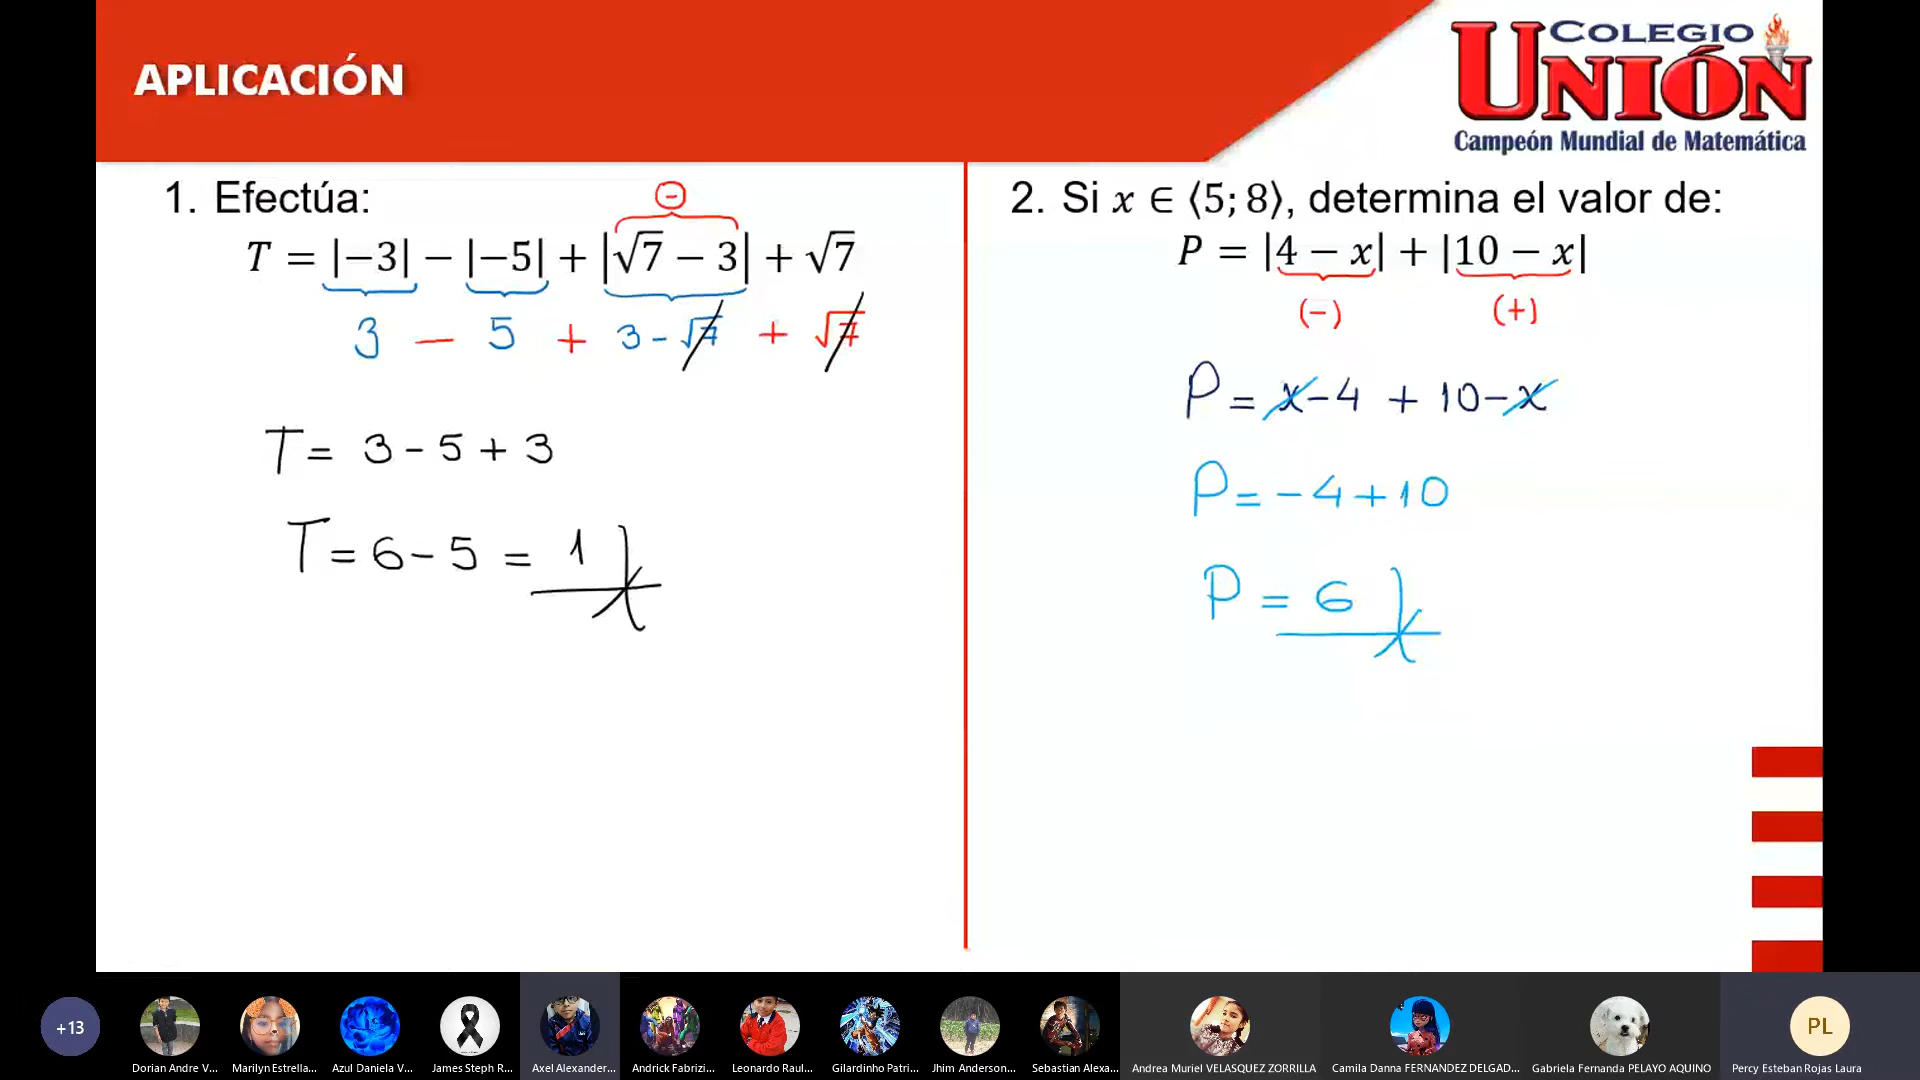 APLICACIÓN
COLEGIO
UNIÓN
Campeón Mundial de Matemática
1. Efectúa:
T = |−3| − |−5| + |√7 − 3| + √7
(−)
3 − 5 + 3 - √7 + √7
T = 3 - 5 + 3
T = 6 - 5 = 1
2. Si x ∈ ⟨5; 8⟩, determina el valor de:
P = |4 − x| + |10 − x|
(-) (+)
P = x - 4 + 10 - x
P = - 4 + 10
P = 6
+13
Dorian Andre V...
Marilyn Estrella...
Azul Daniela V...
James Steph R...
Axel Alexander...
Andrick Fabrizi...
Leonardo Raul...
Gilardinho Patri...
Jhim Anderson...
Sebastian Alexa...
Andrea Muriel VELASQUEZ ZORRILLA
Camila Danna FERNANDEZ DELGAD...
Gabriela Fernanda PELAYO AQUINO
PL
Percy Esteban Rojas Laura